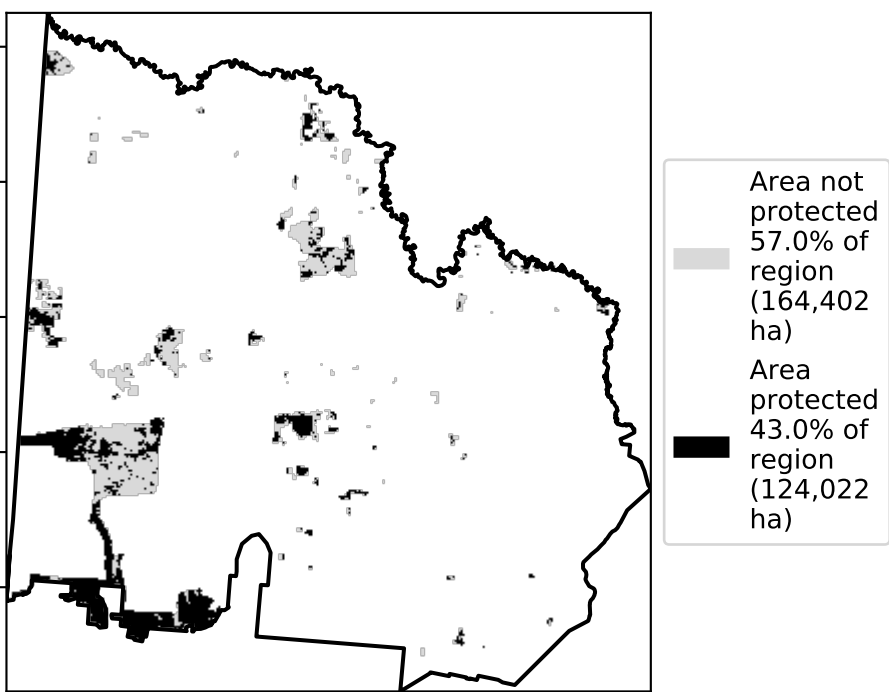 Area not
protected
57.0% of
region
(164,402
ha)
Area
protected
43.0% of
region
(124,022
ha)